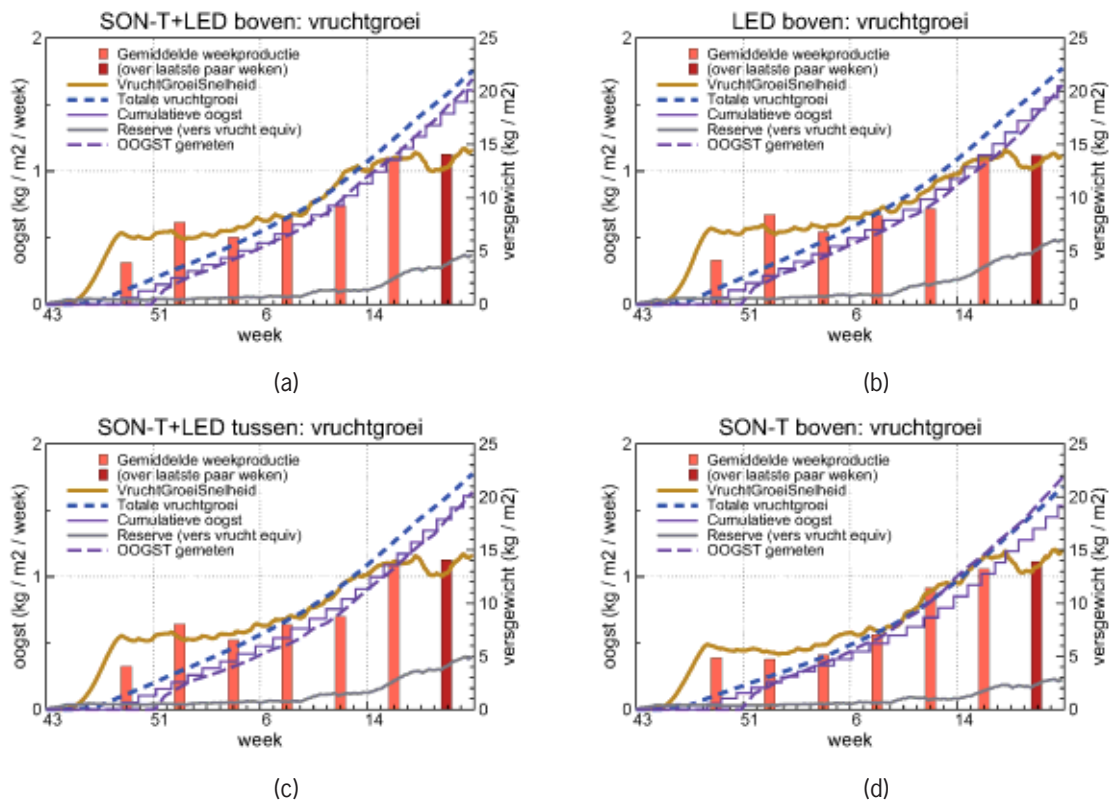 SON-T+LED boven: vruchtgroei
2
25
Gemiddelde weekproductie
(over laatste paar weken)
VruchtGroeiSnelheid
Totale vruchtgroei
Cumulatieve oogst
Reserve (vers vrucht equiv)
OOGST gemeten
20
15
1
10
5
0
0
oogst (kg / m2 / week)
versgewicht (kg / m2)
43
51
6
14
week
(a)
LED boven: vruchtgroei
2
25
Gemiddelde weekproductie
(over laatste paar weken)
VruchtGroeiSnelheid
Totale vruchtgroei
Cumulatieve oogst
Reserve (vers vrucht equiv)
OOGST gemeten
20
15
1
10
5
0
0
oogst (kg / m2 / week)
versgewicht (kg / m2)
43
51
6
14
week
(b)
SON-T+LED tussen: vruchtgroei
2
25
Gemiddelde weekproductie
(over laatste paar weken)
VruchtGroeiSnelheid
Totale vruchtgroei
Cumulatieve oogst
Reserve (vers vrucht equiv)
OOGST gemeten
20
15
1
10
5
0
0
oogst (kg / m2 / week)
versgewicht (kg / m2)
43
51
6
14
week
(c)
SON-T boven: vruchtgroei
2
25
Gemiddelde weekproductie
(over laatste paar weken)
VruchtGroeiSnelheid
Totale vruchtgroei
Cumulatieve oogst
Reserve (vers vrucht equiv)
OOGST gemeten
20
15
1
10
5
0
0
oogst (kg / m2 / week)
versgewicht (kg / m2)
43
51
6
14
week
(d)